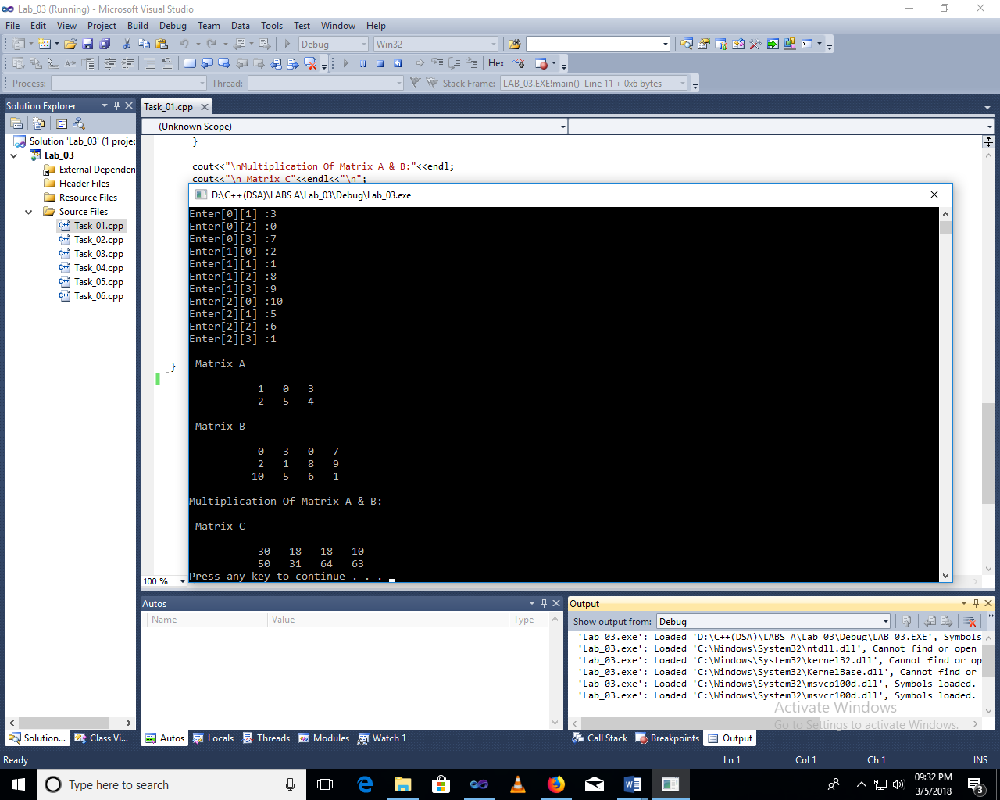 Lab_03 (Running) - Microsoft Visual Studio
File Edit View Project Build Debug Team Data Tools Test Window Help
Debug Win32
Hex
Process: Thread: Stack Frame: LAB_03.EXE!main() Line 11 + 0x6 bytes
Solution Explorer
Task_01.cpp
(Unknown Scope)
Solution 'Lab_03' (1 projec
Lab_03
External Dependen
Header Files
Resource Files
Source Files
Task_01.cpp
Task_02.cpp
Task_03.cpp
Task_04.cpp
Task_05.cpp
Task_06.cpp
}
cout<<"\nMultiplication Of Matrix A & B:"<<endl;
cout<<"\n Matrix C"<<endl<<"\n";
}
100 %
D:\C++(DSA)\LABS A\Lab_03\Debug\Lab_03.exe
Enter[0][1] :3
Enter[0][2] :0
Enter[0][3] :7
Enter[1][0] :2
Enter[1][1] :1
Enter[1][2] :8
Enter[1][3] :9
Enter[2][0] :10
Enter[2][1] :5
Enter[2][2] :6
Enter[2][3] :1
Matrix A
1 0 3
2 5 4
Matrix B
0 3 0 7
2 1 8 9
10 5 6 1
Multiplication Of Matrix A & B:
Matrix C
30 18 18 10
50 31 64 63
Press any key to continue . . .
Autos
Name Value Type
Output
Show output from: Debug
'Lab_03.exe': Loaded 'D:\C++(DSA)\LABS A\Lab_03\Debug\LAB_03.EXE', Symbols
'Lab_03.exe': Loaded 'C:\Windows\System32\ntdll.dll', Cannot find or open
'Lab_03.exe': Loaded 'C:\Windows\System32\kernel32.dll', Cannot find or op
'Lab_03.exe': Loaded 'C:\Windows\System32\KernelBase.dll', Cannot find or
'Lab_03.exe': Loaded 'C:\Windows\System32\msvcp100d.dll', Symbols loaded.
'Lab_03.exe': Loaded 'C:\Windows\System32\msvcr100d.dll', Symbols loaded.
Activate Windows
Go to Settings to activate Windows.
Solution... Class Vi...
Autos Locals Threads Modules Watch 1
Call Stack Breakpoints Output
Ready Ln 1 Col 1 Ch 1 INS
Type here to search
09:32 PM
3/5/2018
3